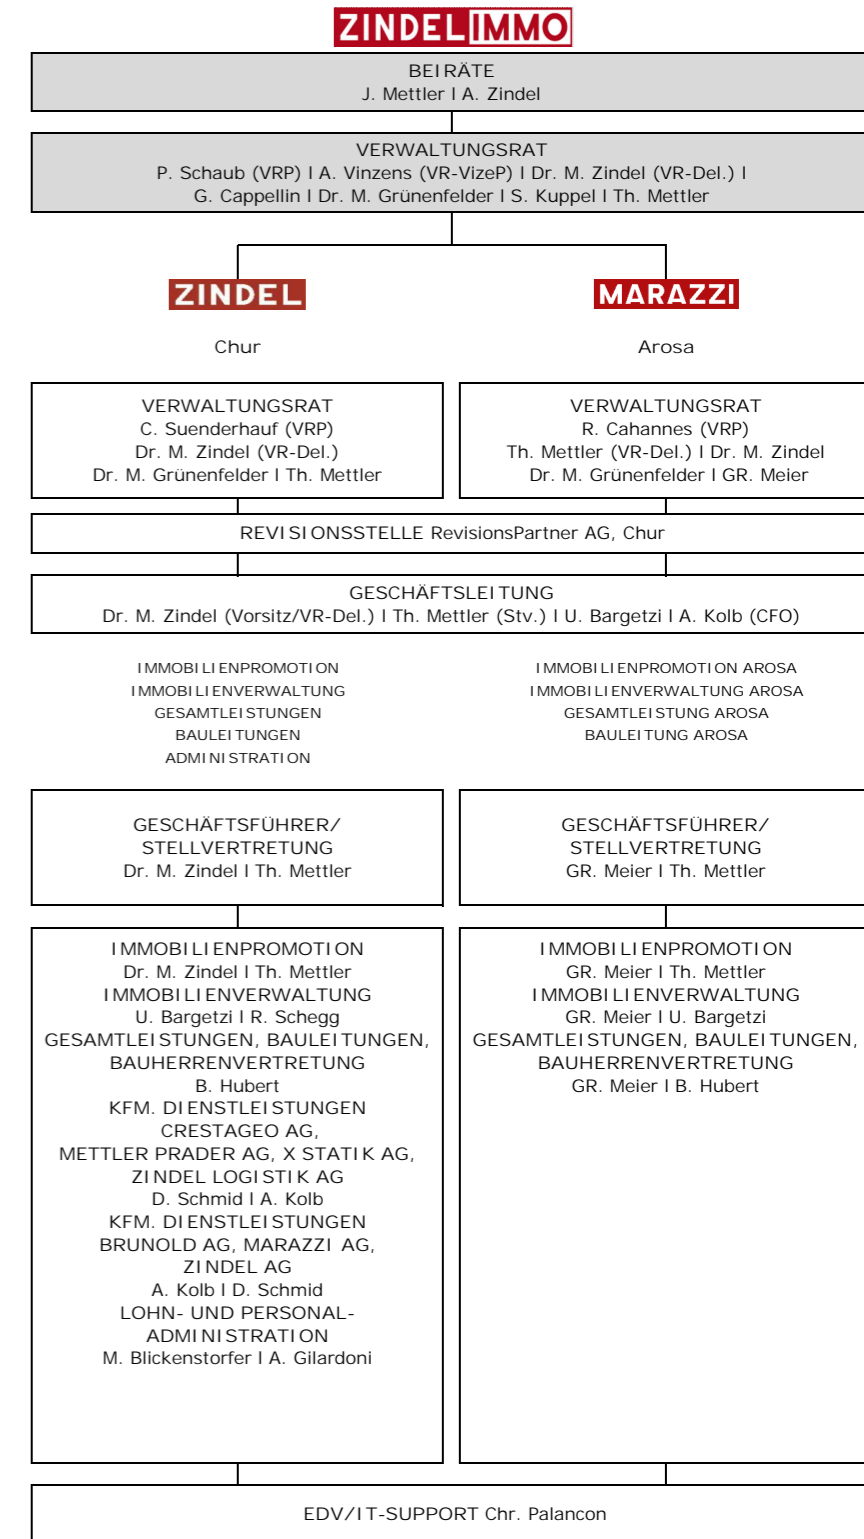 ZINDELIMMO
BEIRÄTE
J. Mettler I A. Zindel
VERWALTUNGSRAT
P. Schaub (VRP) I A. Vinzens (VR-VizeP) I Dr. M. Zindel (VR-Del.) I
G. Cappellin I Dr. M. Grünenfelder I S. Kuppel I Th. Mettler
ZINDEL
Chur
VERWALTUNGSRAT
C. Suenderhauf (VRP)
Dr. M. Zindel (VR-Del.)
Dr. M. Grünenfelder I Th. Mettler
MARAZZI
Arosa
VERWALTUNGSRAT
R. Cahannes (VRP)
Th. Mettler (VR-Del.) I Dr. M. Zindel
Dr. M. Grünenfelder I GR. Meier
REVISIONSSTELLE RevisionsPartner AG, Chur
GESCHÄFTSLEITUNG
Dr. M. Zindel (Vorsitz/VR-Del.) I Th. Mettler (Stv.) I U. Bargetzi I A. Kolb (CFO)
IMMOBILIENPROMOTION
IMMOBILIENVERWALTUNG
GESAMTLEISTUNGEN
BAULEITUNGEN
ADMINISTRATION
IMMOBILIENPROMOTION AROSA
IMMOBILIENVERWALTUNG AROSA
GESAMTLEISTUNG AROSA
BAULEITUNG AROSA
GESCHÄFTSFÜHRER/
STELLVERTRETUNG
Dr. M. Zindel I Th. Mettler
GESCHÄFTSFÜHRER/
STELLVERTRETUNG
GR. Meier I Th. Mettler
IMMOBILIENPROMOTION
Dr. M. Zindel I Th. Mettler
IMMOBILIENVERWALTUNG
U. Bargetzi I R. Schegg
GESAMTLEISTUNGEN, BAULEITUNGEN,
BAUHERRENVERTRETUNG
B. Hubert
KFM. DIENSTLEISTUNGEN
CRESTAGEO AG,
METTLER PRADER AG, X STATIK AG,
ZINDEL LOGISTIK AG
D. Schmid I A. Kolb
KFM. DIENSTLEISTUNGEN
BRUNOLD AG, MARAZZI AG,
ZINDEL AG
A. Kolb I D. Schmid
LOHN- UND PERSONAL-
ADMINISTRATION
M. Blickenstorfer I A. Gilardoni
IMMOBILIENPROMOTION
GR. Meier I Th. Mettler
IMMOBILIENVERWALTUNG
GR. Meier I U. Bargetzi
GESAMTLEISTUNGEN, BAULEITUNGEN,
BAUHERRENVERTRETUNG
GR. Meier I B. Hubert
EDV/IT-SUPPORT Chr. Palancon